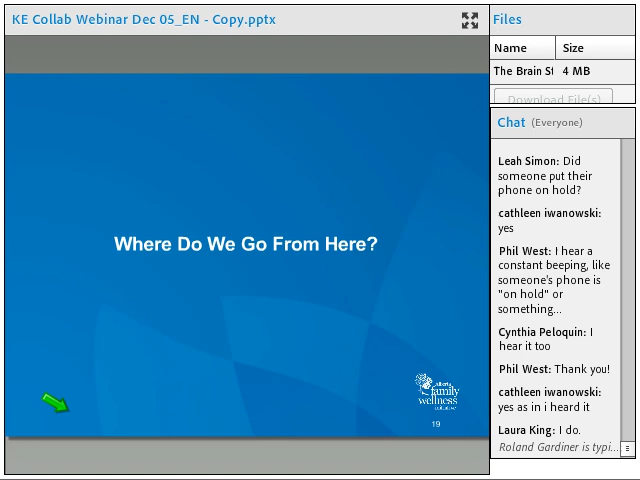 KE Collab Webinar Dec 05_EN - Copy.pptx
Where Do We Go From Here?
Alberta
family
wellness
initiative
19
Files
Name Size
The Brain St 4 MB
Download File(s)
Chat (Everyone)
Leah Simon: Did
someone put their
phone on hold?
cathleen iwanowski:
yes
Phil West: I hear a
constant beeping, like
someone's phone is
"on hold" or
something...
Cynthia Peloquin: I
hear it too
Phil West: Thank you!
cathleen iwanowski:
yes as in i heard it
Laura King: I do.
Roland Gardiner is typi...